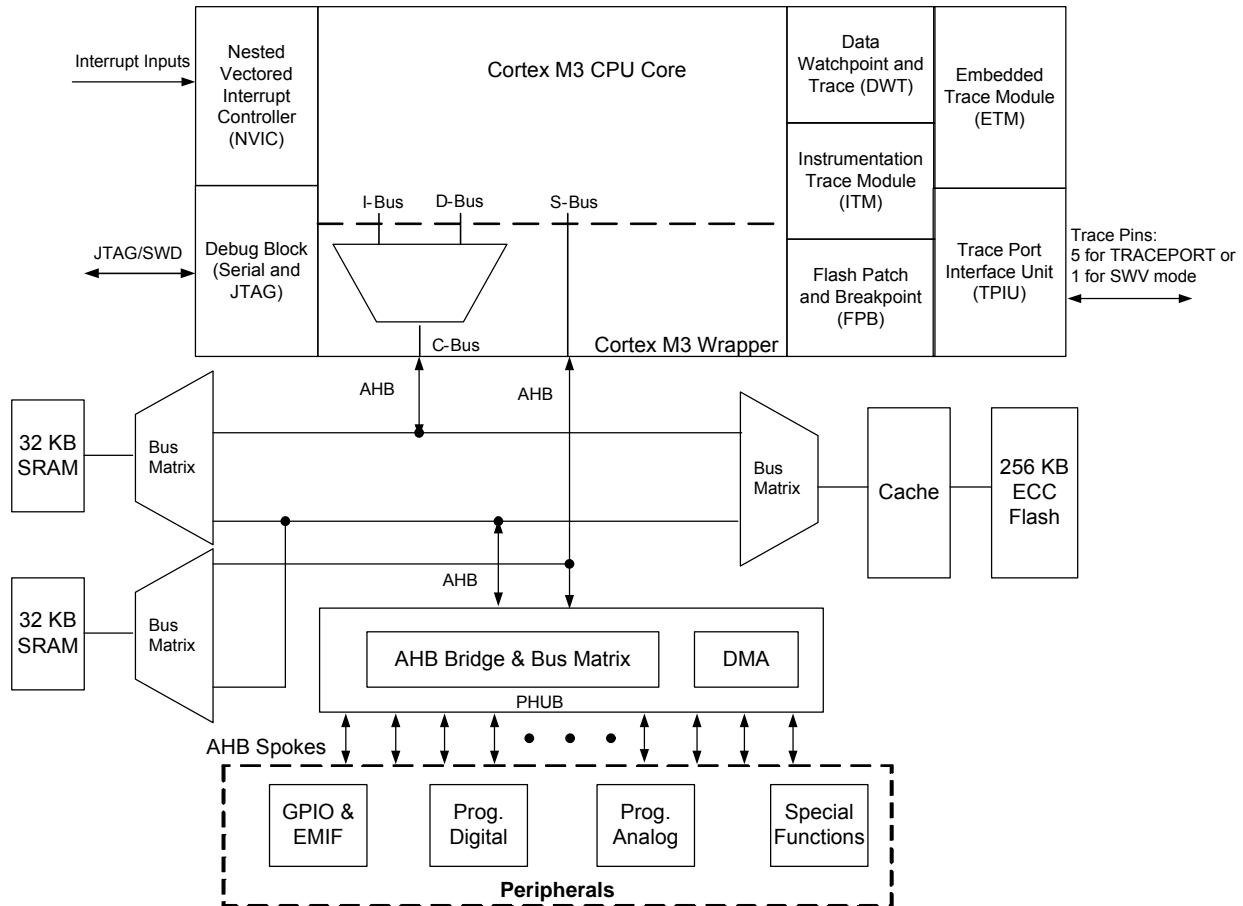 Interrupt Inputs
Nested
Vectored
Interrupt
Controller
(NVIC)
Cortex M3 CPU Core
Data
Watchpoint and
Trace (DWT)
Embedded
Trace Module
(ETM)
Instrumentation
Trace Module
(ITM)
I-Bus
D-Bus
S-Bus
JTAG/SWD
Debug Block
(Serial and
JTAG)
Flash Patch
and Breakpoint
(FPB)
Trace Port
Interface Unit
(TPIU)
Trace Pins:
5 for TRACEPORT or
1 for SWV mode
C-Bus
Cortex M3 Wrapper
AHB
AHB
32 KB
SRAM
Bus
Matrix
Bus
Matrix
Cache
256 KB
ECC
Flash
32 KB
SRAM
Bus
Matrix
AHB
AHB Bridge & Bus Matrix
DMA
PHUB
AHB Spokes
GPIO &
EMIF
Prog.
Digital
Prog.
Analog
Special
Functions
Peripherals